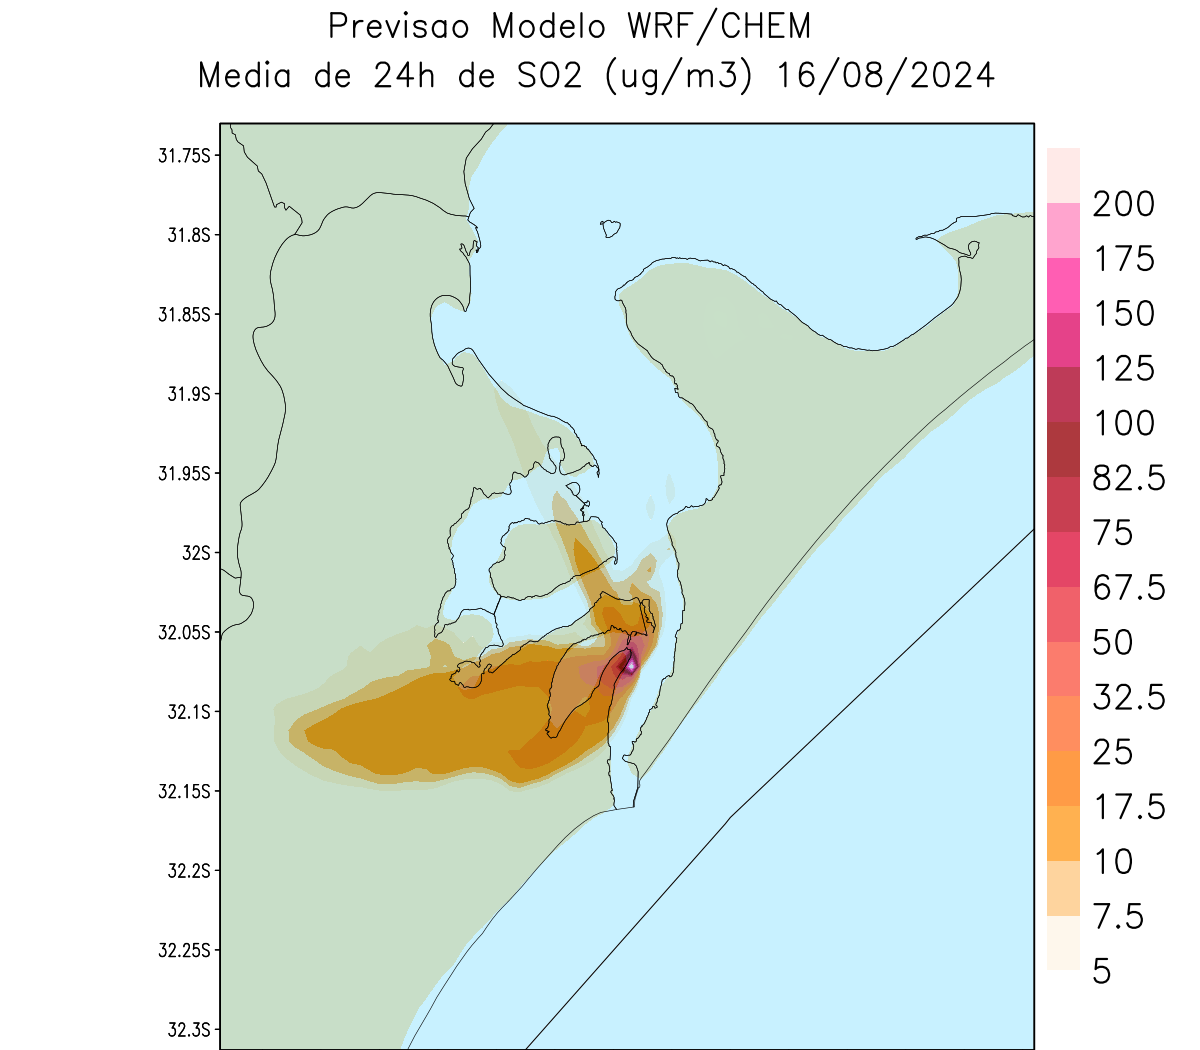 Previsao Modelo WRF/CHEM
Media de 24h de SO2 (ug/m3) 16/08/2024
31.75S
31.8S
31.85S
31.9S
31.95S
32S
32.05S
32.1S
32.15S
32.2S
32.25S
32.3S
200
175
150
125
100
82.5
75
67.5
50
32.5
25
17.5
10
7.5
5